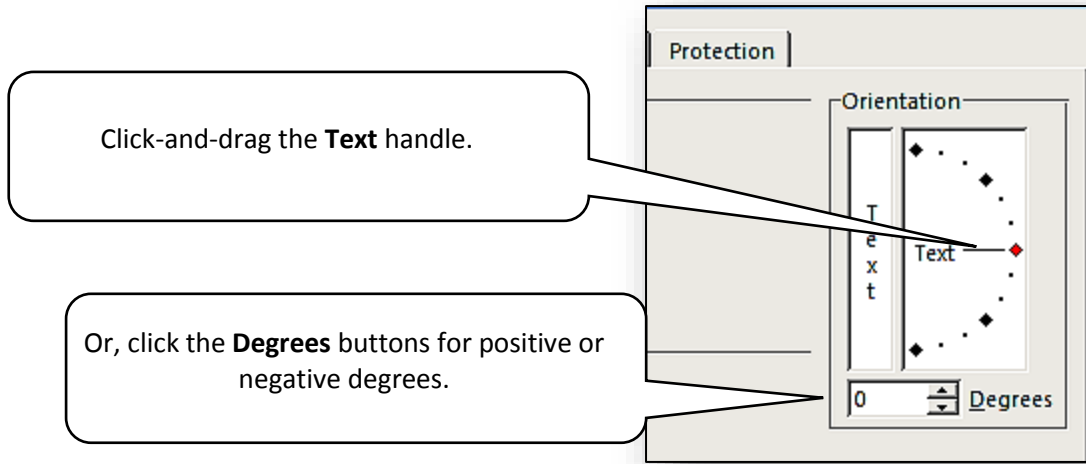 Protection
Orientation
Click-and-drag the Text handle.
T
e
x
t
Text
Or, click the Degrees buttons for positive or
negative degrees.
0
Degrees